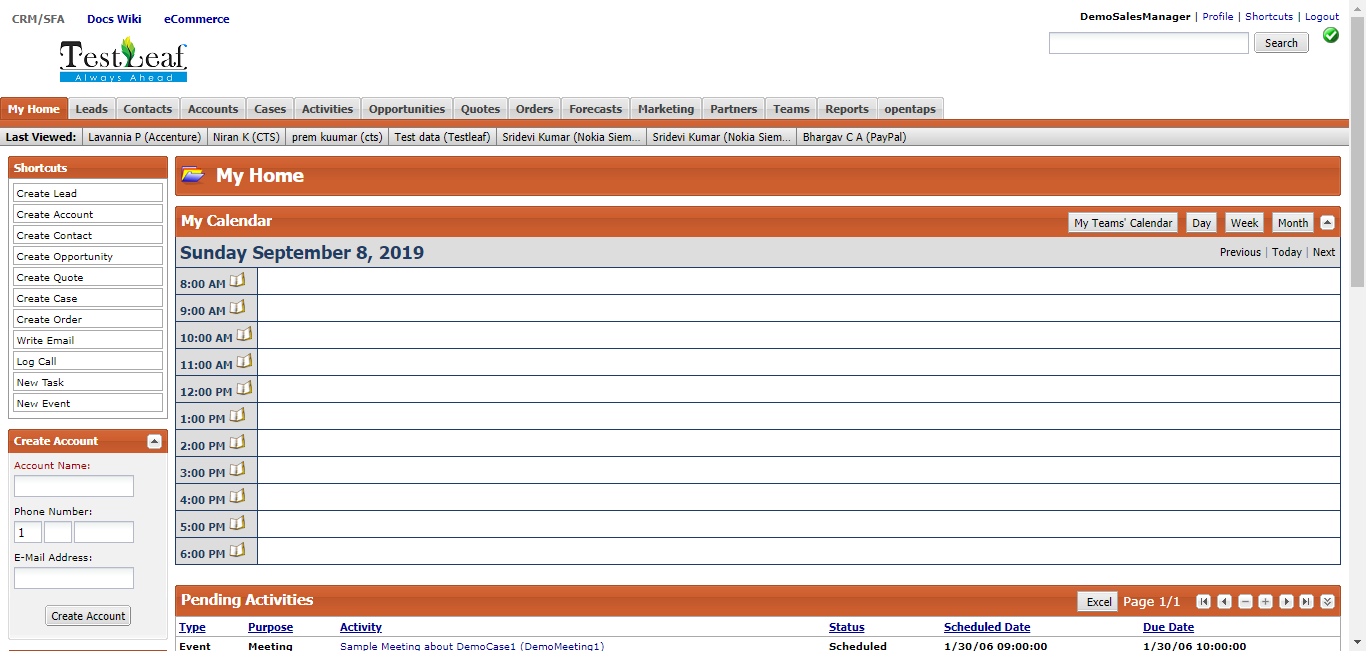 CRM/SFA Docs Wiki eCommerce
DemoSalesManager | Profile | Shortcuts | Logout
Search
TestLeaf
Always Ahead
My Home Leads Contacts Accounts Cases Activities Opportunities Quotes Orders Forecasts Marketing Partners Teams Reports opentaps
Last Viewed: Lavannia P (Accenture) Niran K (CTS) prem kuumar (cts) Test data (Testleaf) Sridevi Kumar (Nokia Siem... Sridevi Kumar (Nokia Siem... Bhargav C A (PayPal)
Shortcuts
Create Lead
Create Account
Create Contact
Create Opportunity
Create Quote
Create Case
Create Order
Write Email
Log Call
New Task
New Event
Create Account
Account Name:
Phone Number:
1
E-Mail Address:
Create Account
My Home
My Calendar My Teams' Calendar Day Week Month
Sunday September 8, 2019 Previous | Today | Next
8:00 AM
9:00 AM
10:00 AM
11:00 AM
12:00 PM
1:00 PM
2:00 PM
3:00 PM
4:00 PM
5:00 PM
6:00 PM
Pending Activities Excel Page 1/1
Type Purpose Activity Status Scheduled Date Due Date
Event Meeting Sample Meeting about DemoCase1 (DemoMeeting1) Scheduled 1/30/06 09:00:00 1/30/06 10:00:00